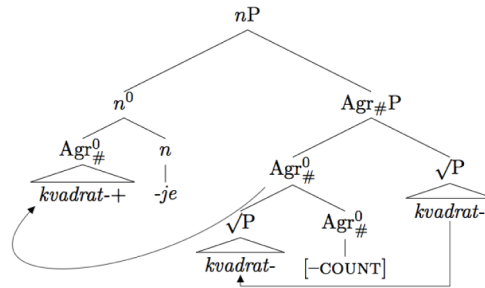 nP
n⁰ Agr#P
Agr⁰# n Agr⁰# √P
kvadrat-+ -je √P Agr⁰# kvadrat-
kvadrat- [−COUNT]